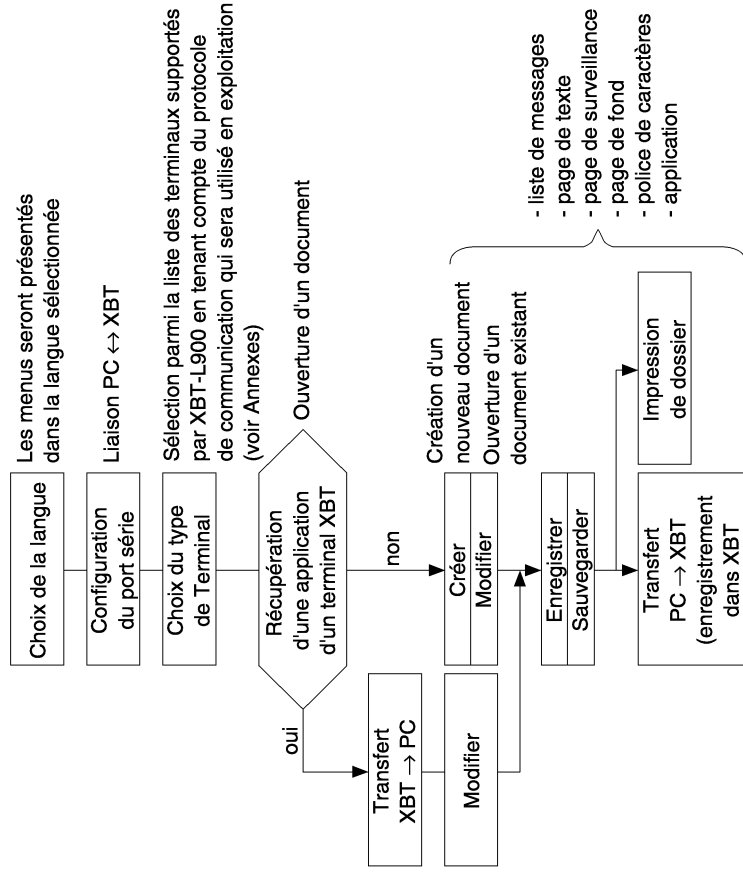 Choix de la langue
Les menus seront présentés
dans la langue sélectionnée
Configuration
du port série
Liaison PC ↔ XBT
Choix du type
de Terminal
Sélection parmi la liste des terminaux supportés
par XBT-L900 en tenant compte du protocole
de communication qui sera utilisé en exploitation
(voir Annexes)
Récupération
d'une application
d'un terminal XBT
Ouverture d'un document
oui
non
Transfert
XBT → PC
Modifier
Créer
Modifier
Création d'un
nouveau document
Ouverture d'un
document existant
Enregistrer
Sauvegarder
Transfert
PC → XBT
(enregistrement
dans XBT)
Impression
de dossier
- liste de messages
- page de texte
- page de surveillance
- page de fond
- police de caractères
- application